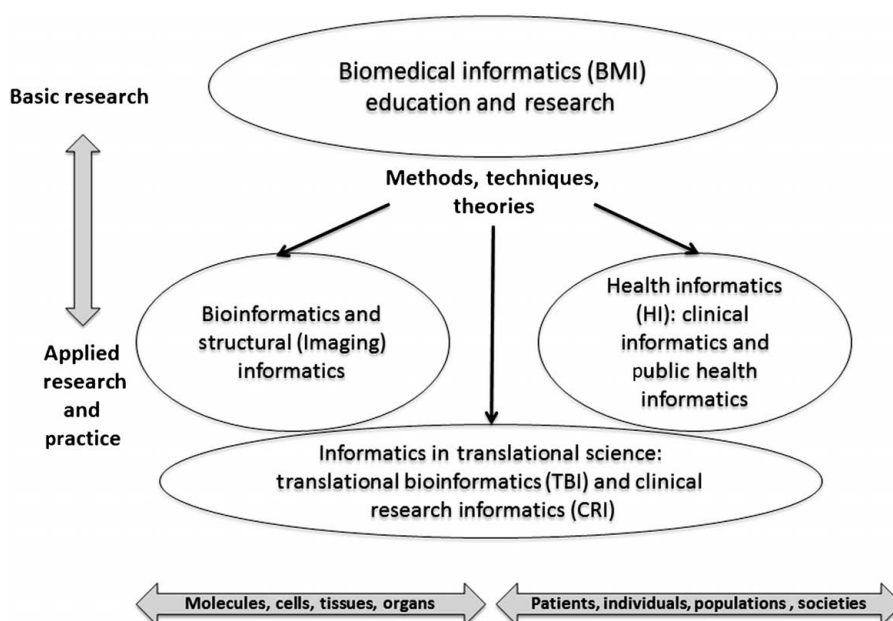 Biomedical informatics (BMI)
education and research
Basic research
Methods, techniques,
theories
Bioinformatics and
structural (Imaging)
informatics
Health informatics
(HI): clinical
informatics and
public health
informatics
Applied
research
and
practice
Informatics in translational science:
translational bioinformatics (TBI) and clinical
research informatics (CRI)
Molecules, cells, tissues, organs
Patients, individuals, populations , societies